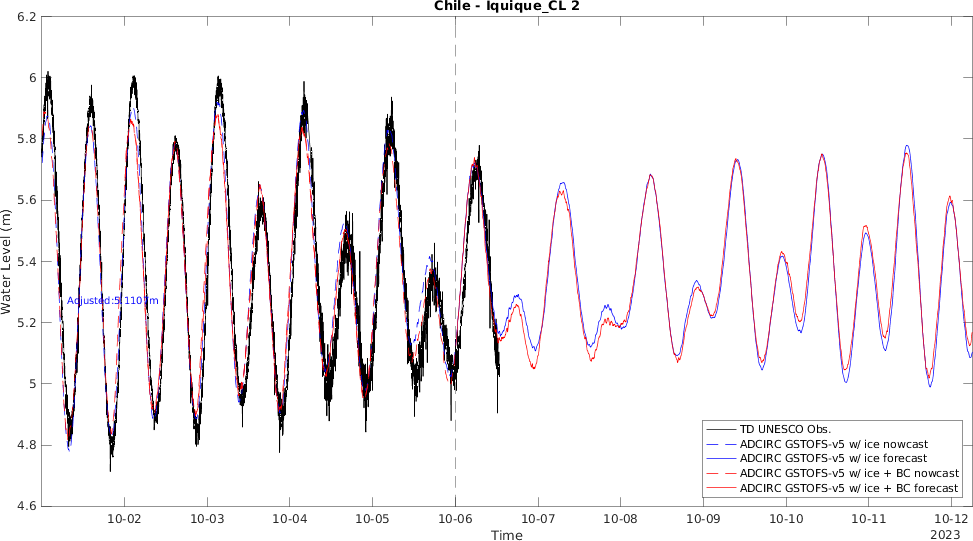 Chile - Iquique_CL 2
6.2
6
5.8
5.6
5.4
5.2
5
4.8
4.6
Water Level (m)
Adjusted:5.1107m
TD UNESCO Obs.
ADCIRC GSTOFS-v5 w/ ice nowcast
ADCIRC GSTOFS-v5 w/ ice forecast
ADCIRC GSTOFS-v5 w/ ice + BC nowcast
ADCIRC GSTOFS-v5 w/ ice + BC forecast
10-02 10-03 10-04 10-05 10-06 10-07 10-08 10-09 10-10 10-11 10-12
Time 2023